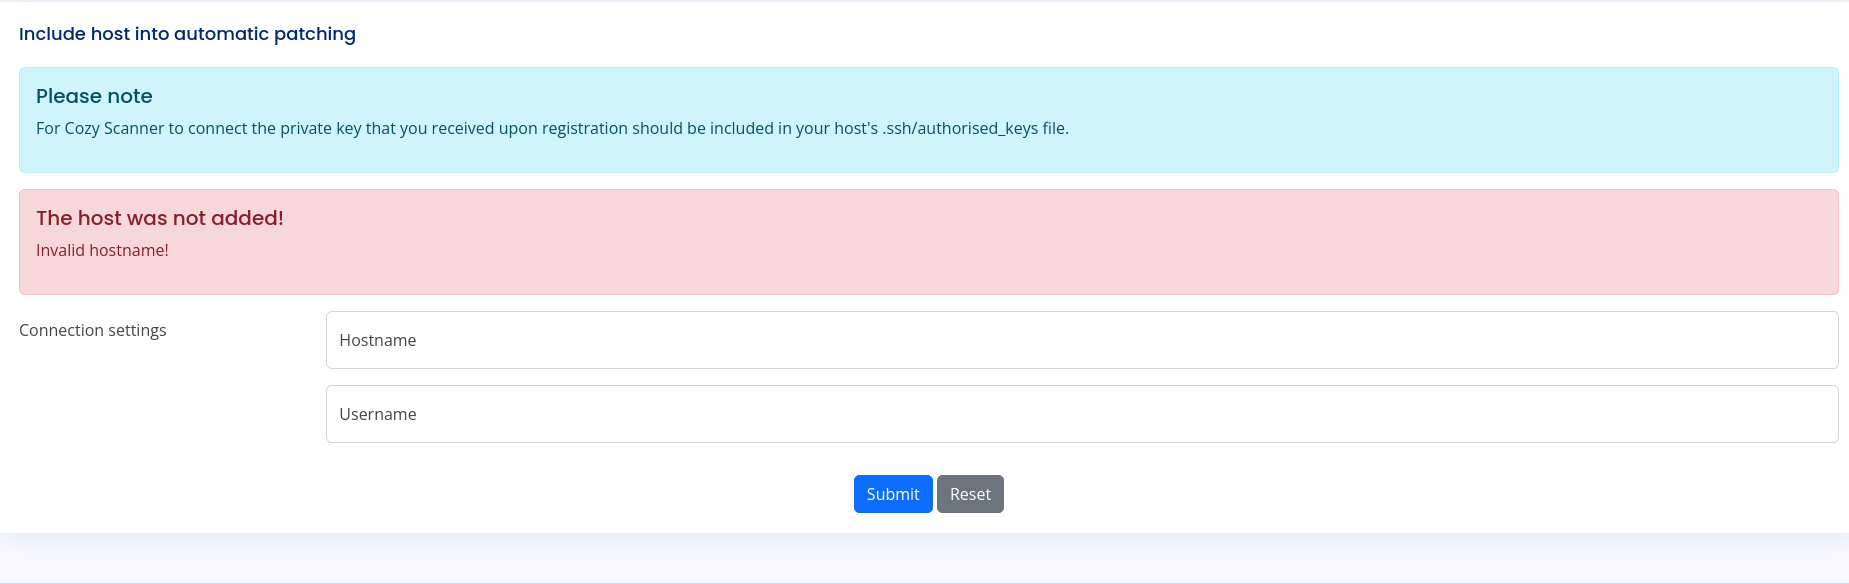 Include host into automatic patching
Please note
For Cozy Scanner to connect the private key that you received upon registration should be included in your host's .ssh/authorised_keys file.
The host was not added!
Invalid hostname!
Connection settings
Hostname
Username
Submit Reset